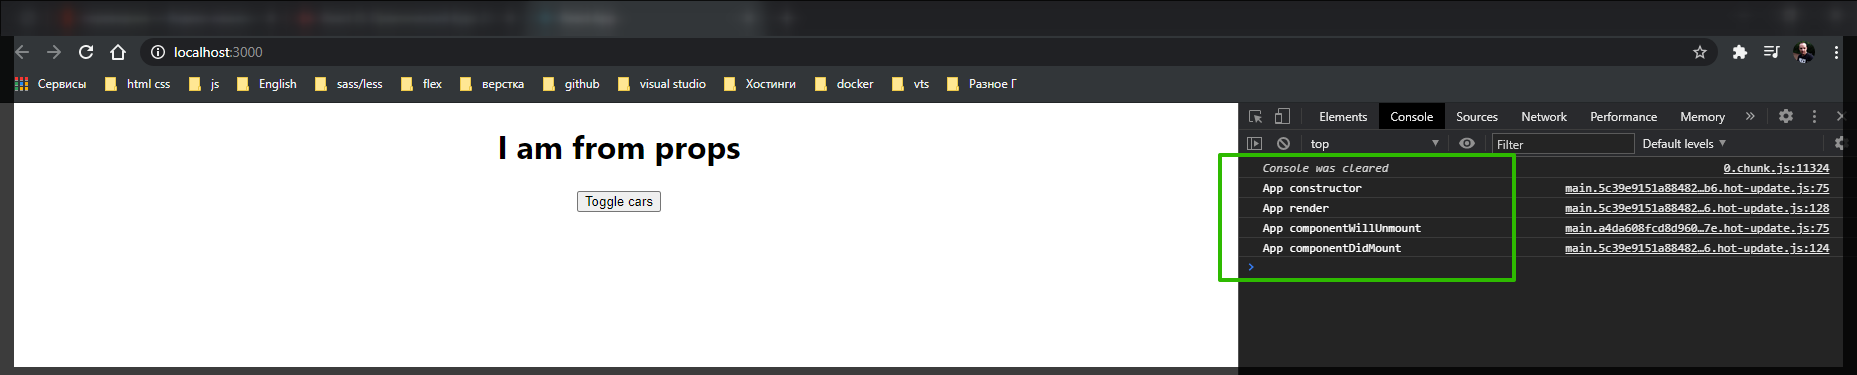 localhost:3000
Сервисы html css js English sass/less flex верстка github visual studio Хостинги docker vts Разное Г
I am from props
Toggle cars
Elements Console Sources Network Performance Memory »
top Filter Default levels
Console was cleared 0.chunk.js:11324
App constructor main.5c39e9151a88482…b6.hot-update.js:75
App render main.5c39e9151a88482…6.hot-update.js:128
App componentWillUnmount main.a4da608fcd8d960…7e.hot-update.js:75
App componentDidMount main.5c39e9151a88482…6.hot-update.js:124